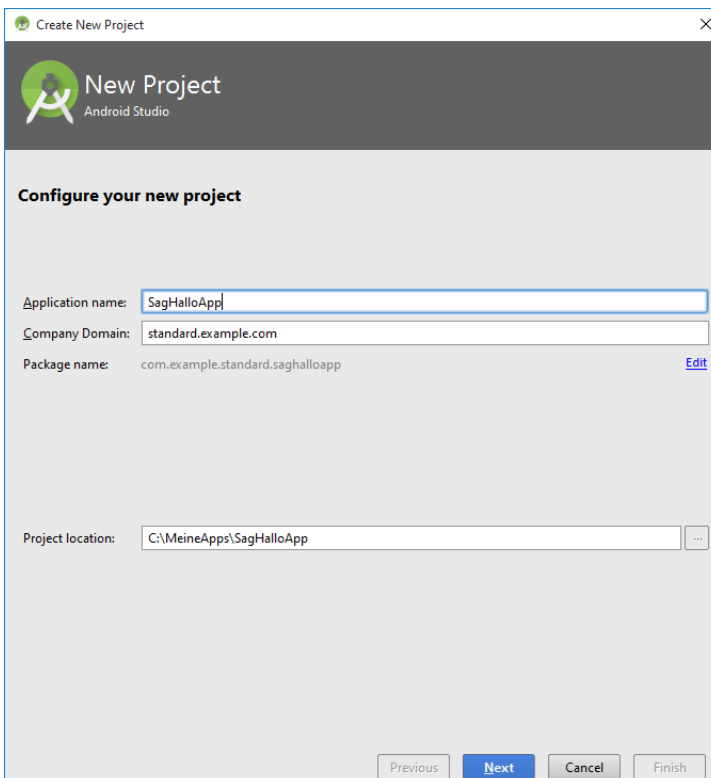 Create New Project
New Project
Android Studio
Configure your new project
Application name: SagHalloApp
Company Domain: standard.example.com
Package name: com.example.standard.saghalloapp Edit
Project location: C:\MeineApps\SagHalloApp ...
Previous Next Cancel Finish